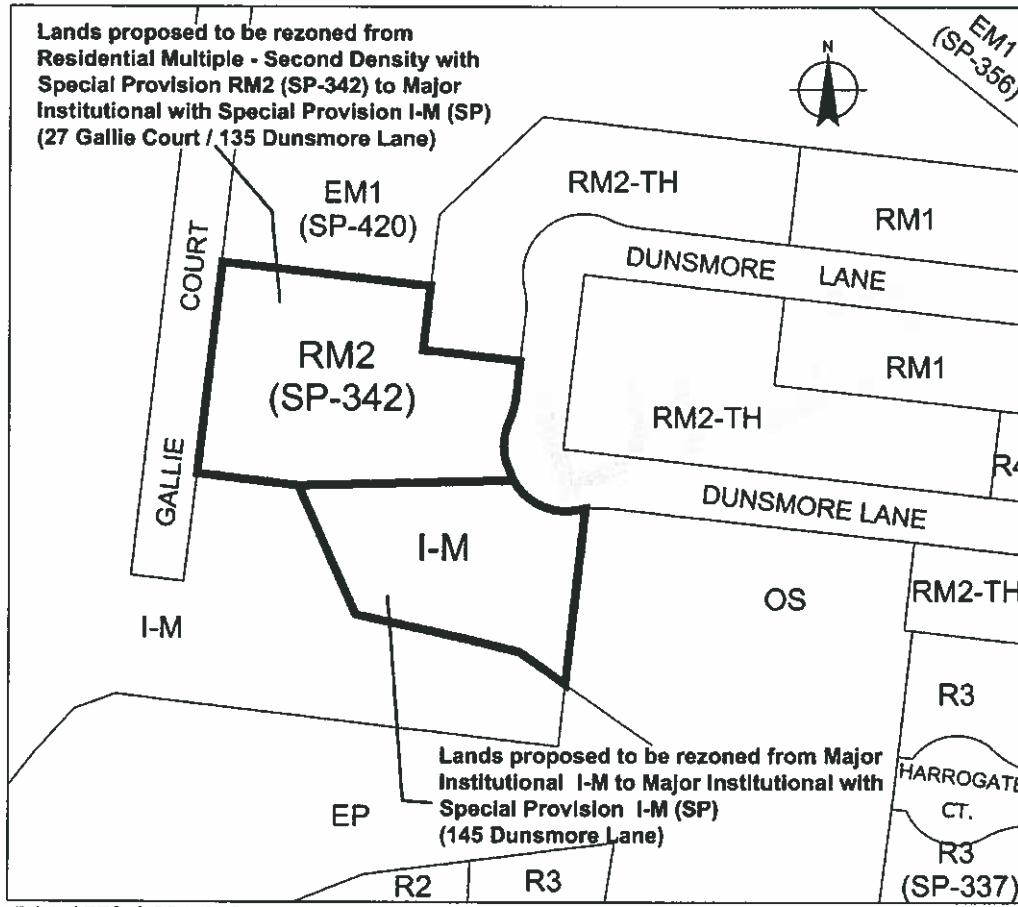 Lands proposed to be rezoned from
Residential Multiple - Second Density with
Special Provision RM2 (SP-342) to Major
Institutional with Special Provision I-M (SP)
(27 Gallie Court / 135 Dunsmore Lane)
EM1
(SP-356)
N
EM1
(SP-420)
RM2-TH
RM1
GALLIE COURT
DUNSMORE LANE
RM2
(SP-342)
RM1
RM2-TH
R4
DUNSMORE LANE
I-M
OS
RM2-TH
I-M
R3
Lands proposed to be rezoned from Major
Institutional I-M to Major Institutional with
Special Provision I-M (SP)
(145 Dunsmore Lane)
HARROGATE
CT.
EP
R3
(SP-337)
R2
R3